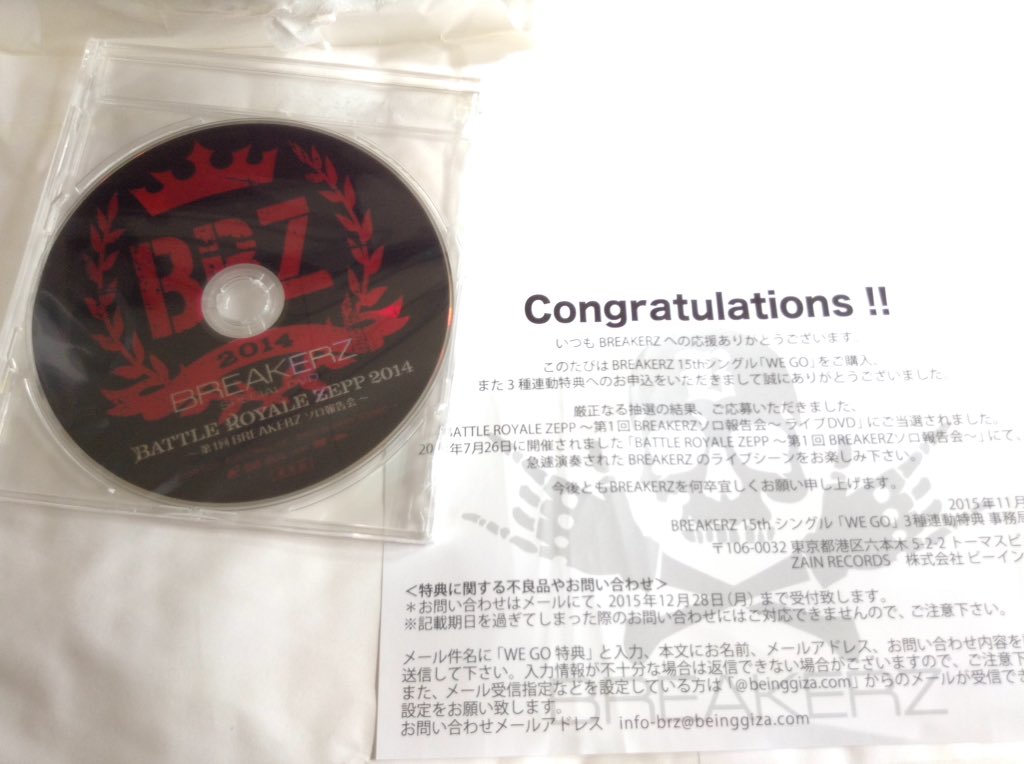 BRZ
2014
BREAKERZ
SPECIAL DVD
BATTLE ROYALE ZEPP 2014
～第1回 BREAKERZ ソロ報告会～
Congratulations !!
いつも BREAKERZ への応援ありがとうございます。
このたびは BREAKERZ 15thシングル「WE GO」をご購入、
また3種連動特典へのお申込をいただきまして誠にありがとうございました。
厳正なる抽選の結果、ご応募いただきました、
BATTLE ROYALE ZEPP ～第1回 BREAKERZソロ報告会～ ライブDVD」にご当選されました。
年7月26日に開催されました「BATTLE ROYALE ZEPP ～第1回 BREAKERZソロ報告会～」にて、
急遽演奏された BREAKERZ のライブシーンをお楽しみ下さい。
今後ともBREAKERZを何卒宜しくお願い申し上げます。
2015年11月
BREAKERZ 15th シングル「WE GO」3種連動特典 事務局
〒106-0032 東京都港区六本木 5-2-2 トーマスビ
ZAIN RECORDS 株式会社 ビーイン
＜特典に関する不良品やお問い合わせ＞
＊お問い合わせはメールにて、2015年12月28日(月)まで受付致します。
※記載期日を過ぎてしまった際のお問い合わせにはご対応できませんので、ご注意下さい。
メール件名に「WE GO 特典」と入力、本文にお名前、メールアドレス、お問い合わせ内容を
送信して下さい。入力情報が不十分な場合は返信できない場合がございますので、ご注意下
また、メール受信指定などを設定している方は「@beinggiza.com」からのメールが受信でき
設定をお願い致します。
お問い合わせメールアドレス info-brz@beinggiza.com
BREAKERZ